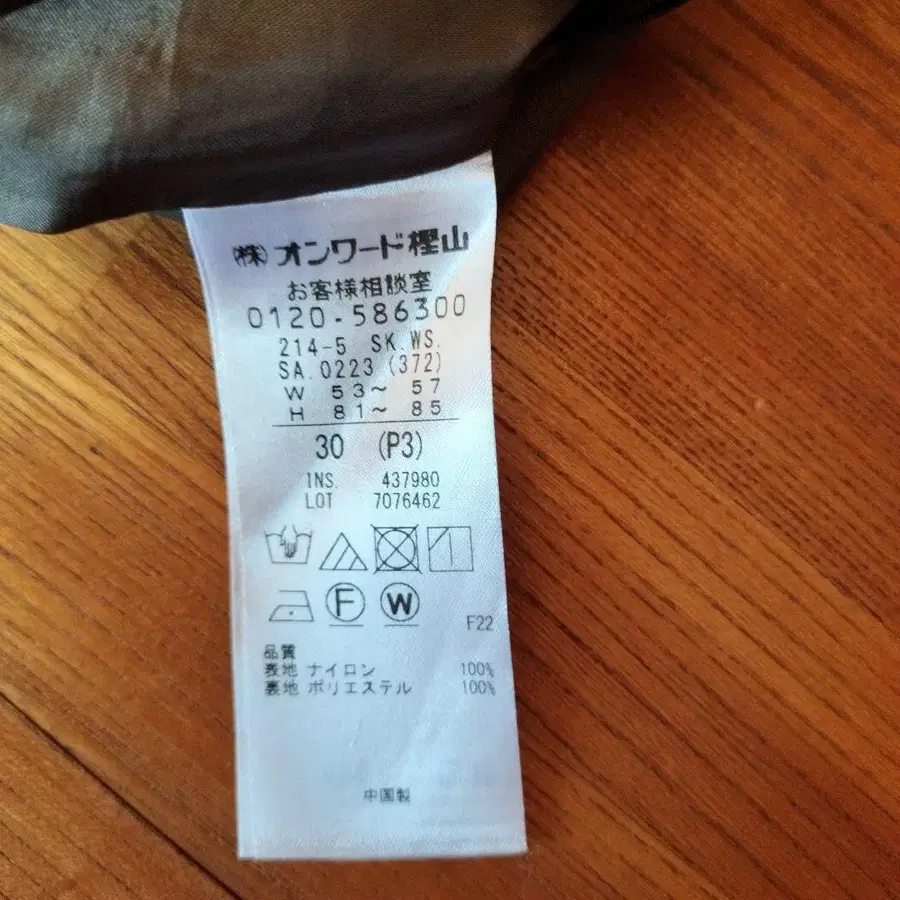 ㈱オンワード樫山
お客様相談室
0120-586300
214-5 SK.WS.
SA.0223 (372)
W 53~ 57
H 81~ 85
30 (P3)
INS. 437980
LOT 7076462
F W
F22
品質
表地 ナイロン 100%
裏地 ポリエステル 100%
中国製